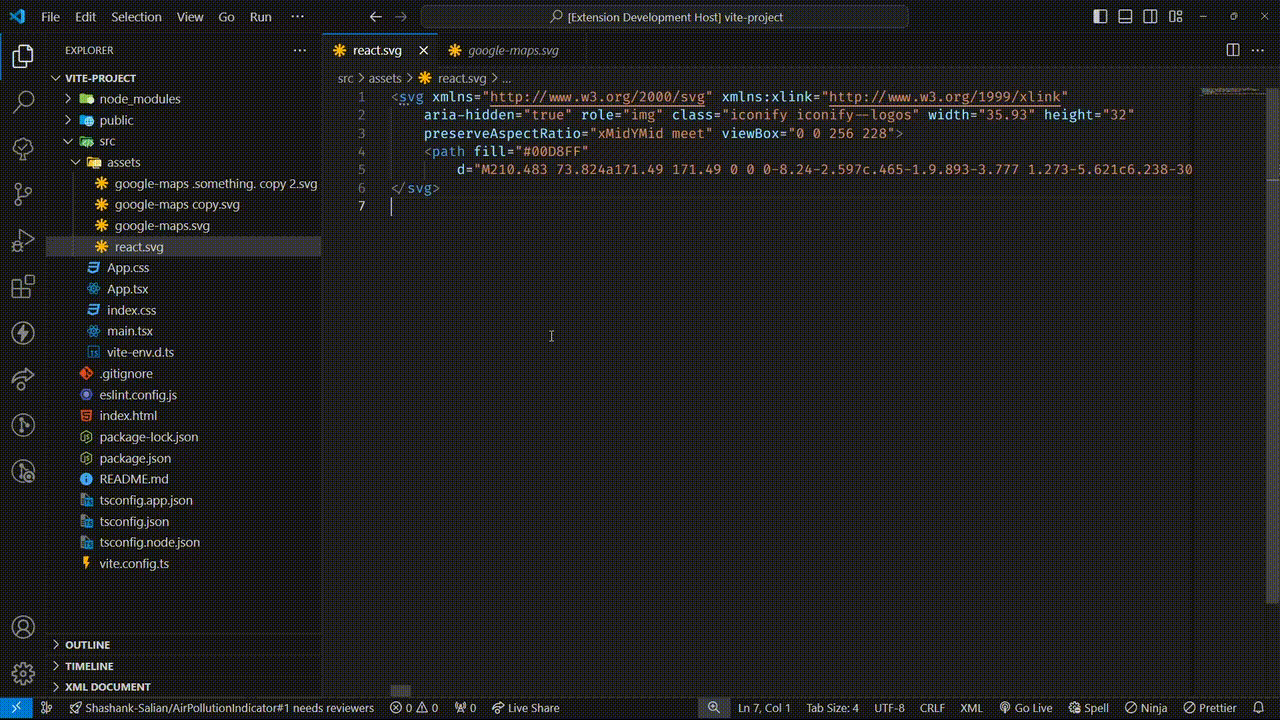 File Edit Selection View Go Run ··· [Extension Development Host] vite-project
EXPLORER ···
VITE-PROJECT
node_modules
public
src
assets
google-maps .something. copy 2.svg
google-maps copy.svg
google-maps.svg
react.svg
App.css
App.tsx
index.css
main.tsx
vite-env.d.ts
.gitignore
eslint.config.js
index.html
package-lock.json
package.json
README.md
tsconfig.app.json
tsconfig.json
tsconfig.node.json
vite.config.ts
OUTLINE
TIMELINE
XML DOCUMENT
react.svg google-maps.svg ···
src > assets > react.svg > ...
1 <svg xmlns="http://www.w3.org/2000/svg" xmlns:xlink="http://www.w3.org/1999/xlink"
2 aria-hidden="true" role="img" class="iconify iconify--logos" width="35.93" height="32"
3 preserveAspectRatio="xMidYMid meet" viewBox="0 0 256 228">
4 <path fill="#00D8FF"
5 d="M210.483 73.824a171.49 171.49 0 0 0-8.24-2.597c.465-1.9.893-3.777 1.273-5.621c6.238-30
6 </svg>
7
Shashank-Salian/AirPollutionIndicator#1 needs reviewers 0 0 0 Live Share Ln 7, Col 1 Tab Size: 4 UTF-8 CRLF XML Go Live Spell Ninja Prettier